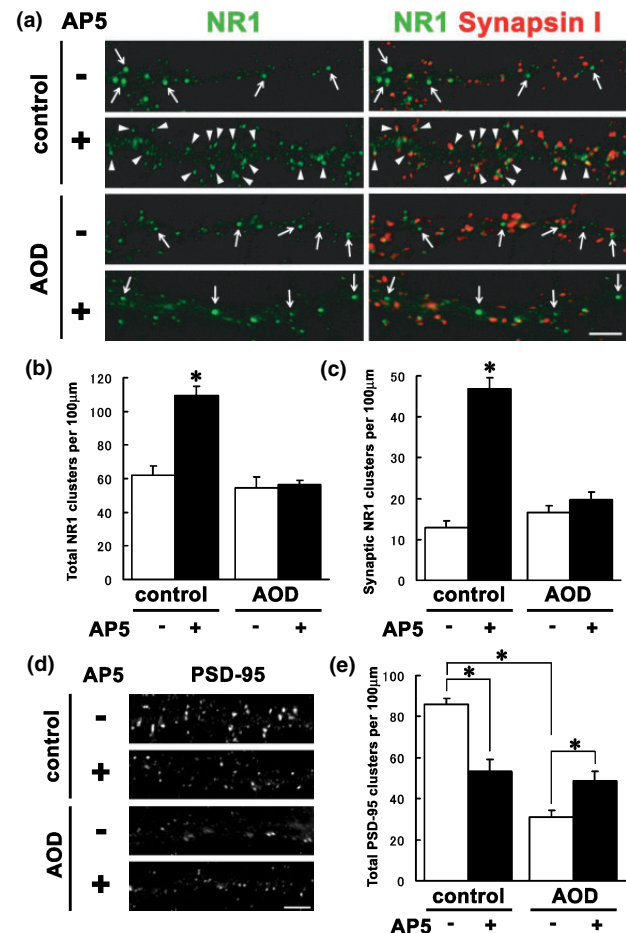 (a) AP5 NR1 NR1 Synapsin I
control
-
+
AOD
-
+
(b)
Total NR1 clusters per 100μm
120
100
80
60
40
20
0
*
control AOD
AP5 - + - +
(c)
Synaptic NR1 clusters per 100μm
50
40
30
20
10
0
*
control AOD
AP5 - + - +
(d) AP5 PSD-95
control
-
+
AOD
-
+
(e)
Total PSD-95 clusters per 100μm
100
80
60
40
20
0
*
*
*
control AOD
AP5 - + - +